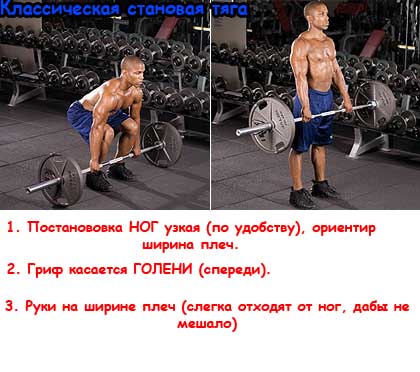 Классическая становая тяга
1. Постановвка НОГ узкая (по удобству), ориентир
ширина плеч.
2. Гриф касается ГОЛЕНИ (спереди).
3. Руки на ширине плеч (слегка отходят от ног, дабы не
мешало)